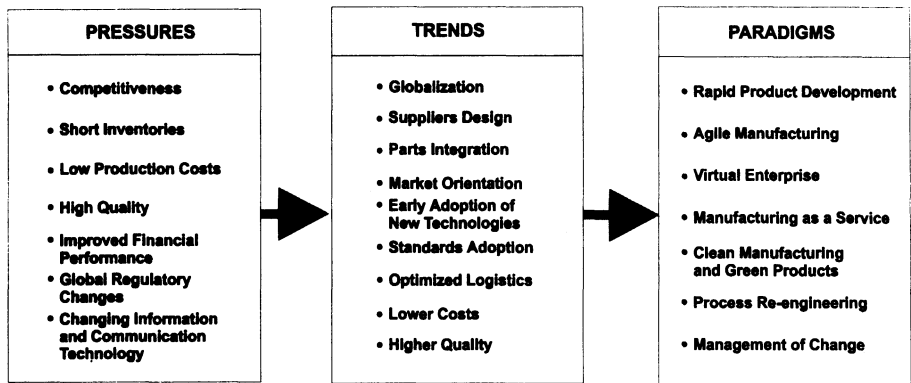 PRESSURES
• Competitiveness
• Short Inventories
• Low Production Costs
• High Quality
• Improved Financial
Performance
• Global Regulatory
Changes
• Changing Information
and Communication
Technology
TRENDS
• Globalization
• Suppliers Design
• Parts Integration
• Market Orientation
• Early Adoption of
New Technologies
• Standards Adoption
• Optimized Logistics
• Lower Costs
• Higher Quality
PARADIGMS
• Rapid Product Development
• Agile Manufacturing
• Virtual Enterprise
• Manufacturing as a Service
• Clean Manufacturing
and Green Products
• Process Re-engineering
• Management of Change